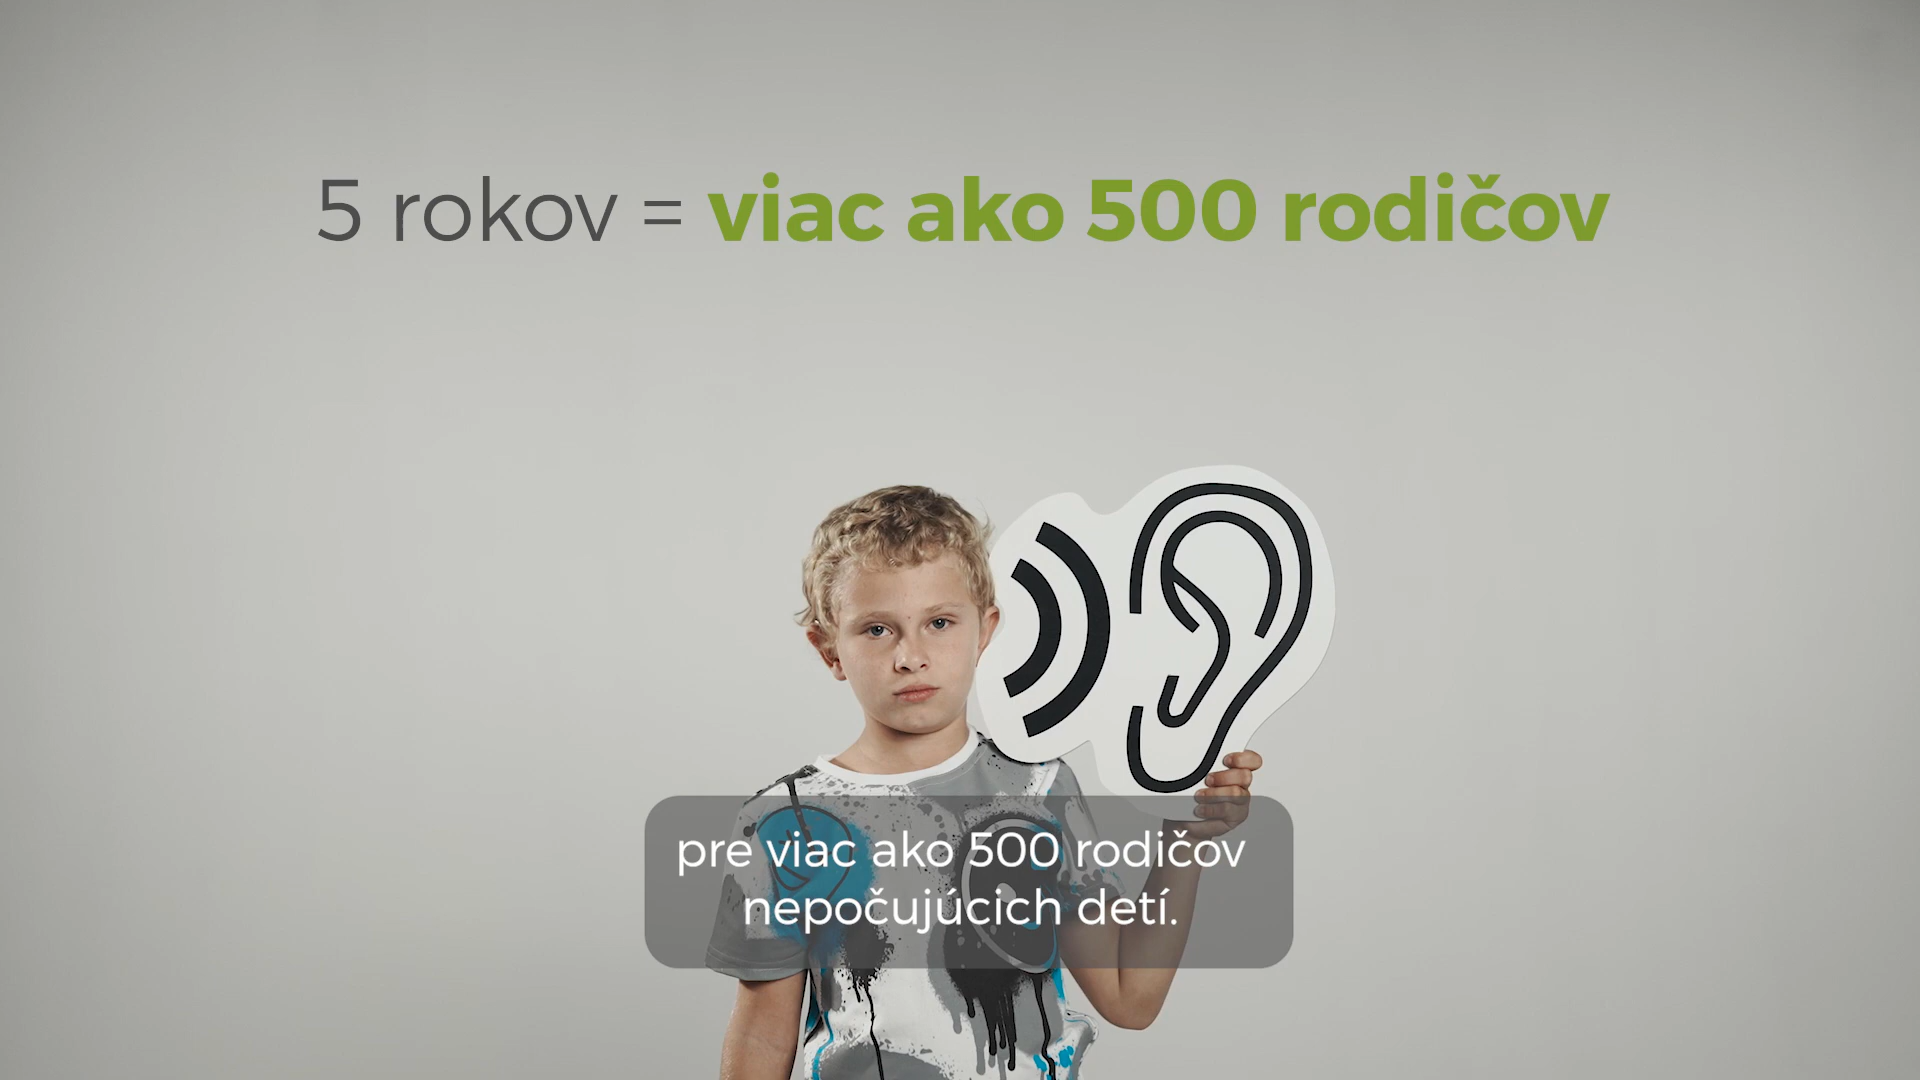 5 rokov = viac ako 500 rodičov
pre viac ako 500 rodičov
nepočujúcich detí.